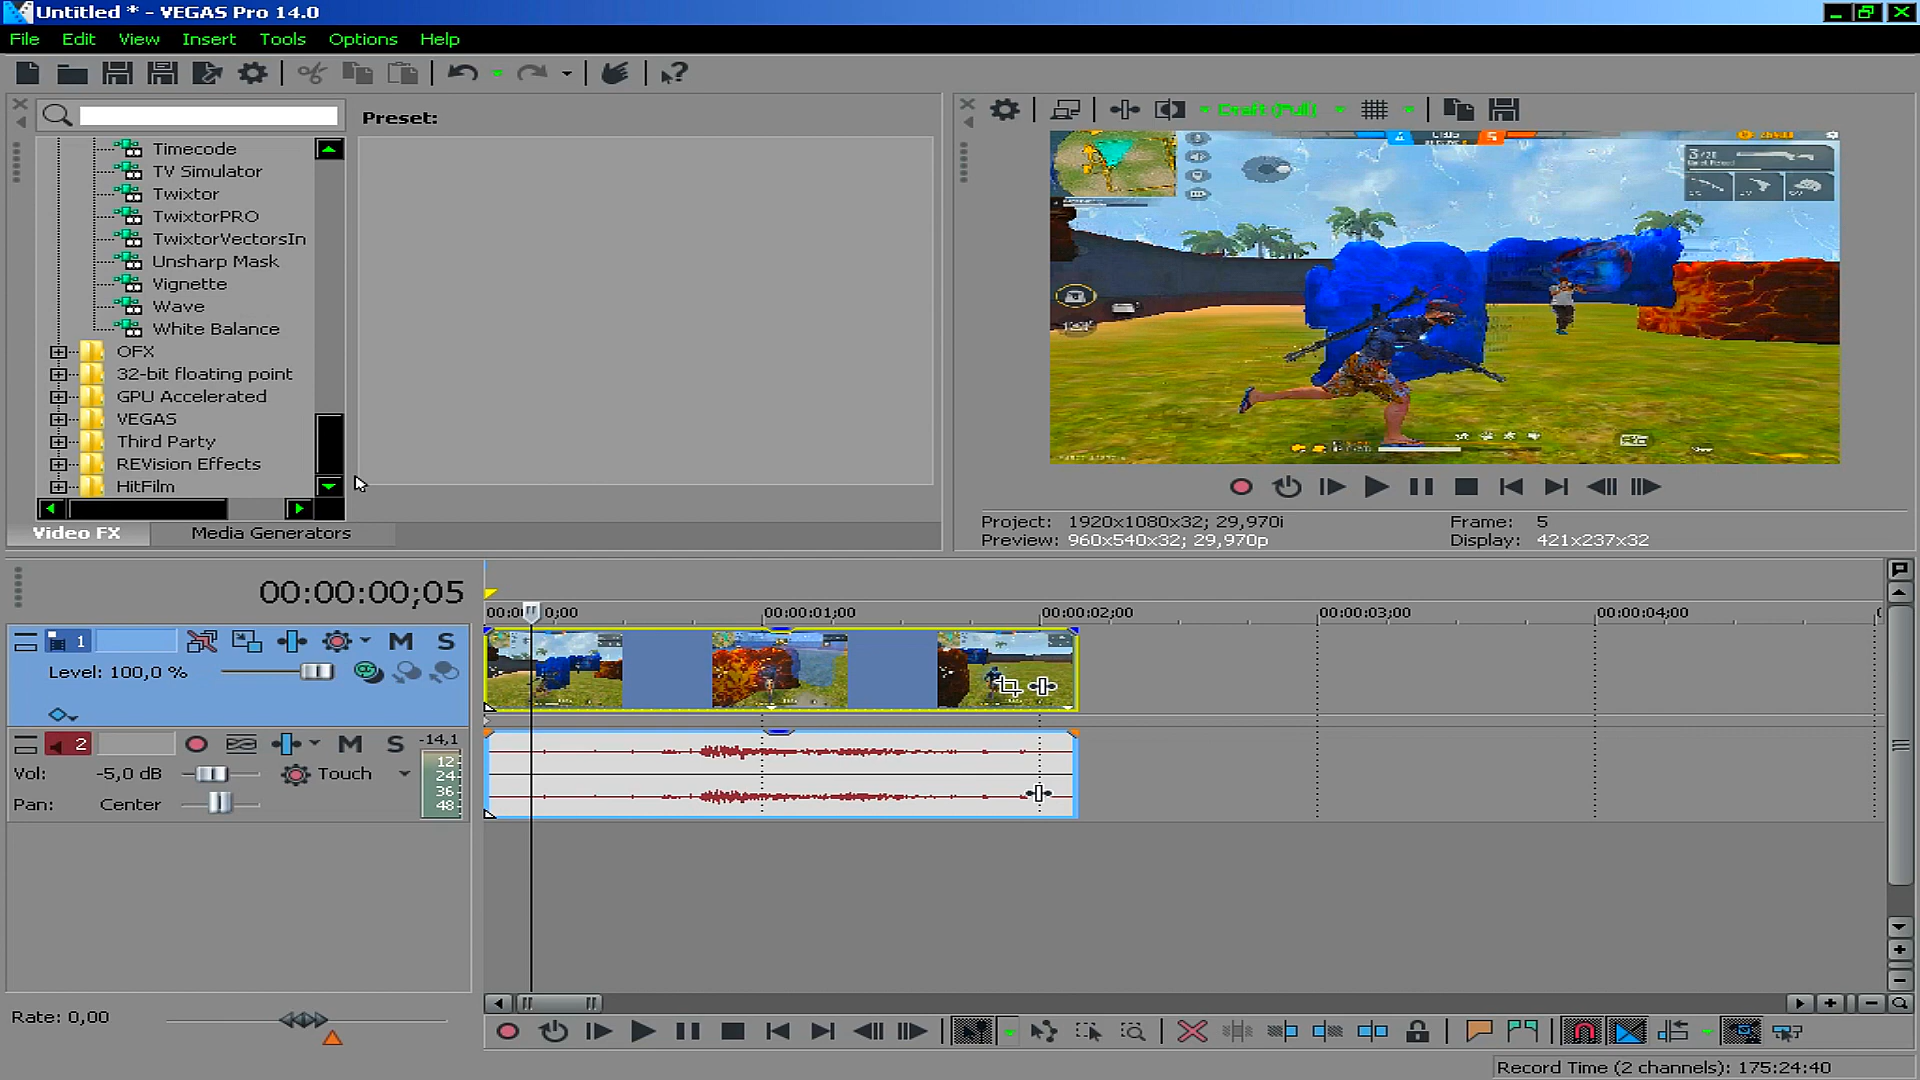 Untitled * - VEGAS Pro 14.0
File Edit View Insert Tools Options Help
Preset:
Draft (Full)
Timecode
TV Simulator
Twixtor
TwixtorPRO
TwixtorVectorsIn
Unsharp Mask
Vignette
Wave
White Balance
OFX
32-bit floating point
GPU Accelerated
VEGAS
Third Party
REVision Effects
HitFilm
Video FX Media Generators
Project: 1920x1080x32; 29,970i Frame: 5
Preview: 960x540x32; 29,970p Display: 421x237x32
00:00:00;05
00:00:01;00 00:00:02;00 00:00:03;00 00:00:04;00
1 M S
Level: 100,0 %
2 M S -14,1
Vol: -5,0 dB Touch
Pan: Center
12
24
36
48
Rate: 0,00
Record Time (2 channels): 175:24:40